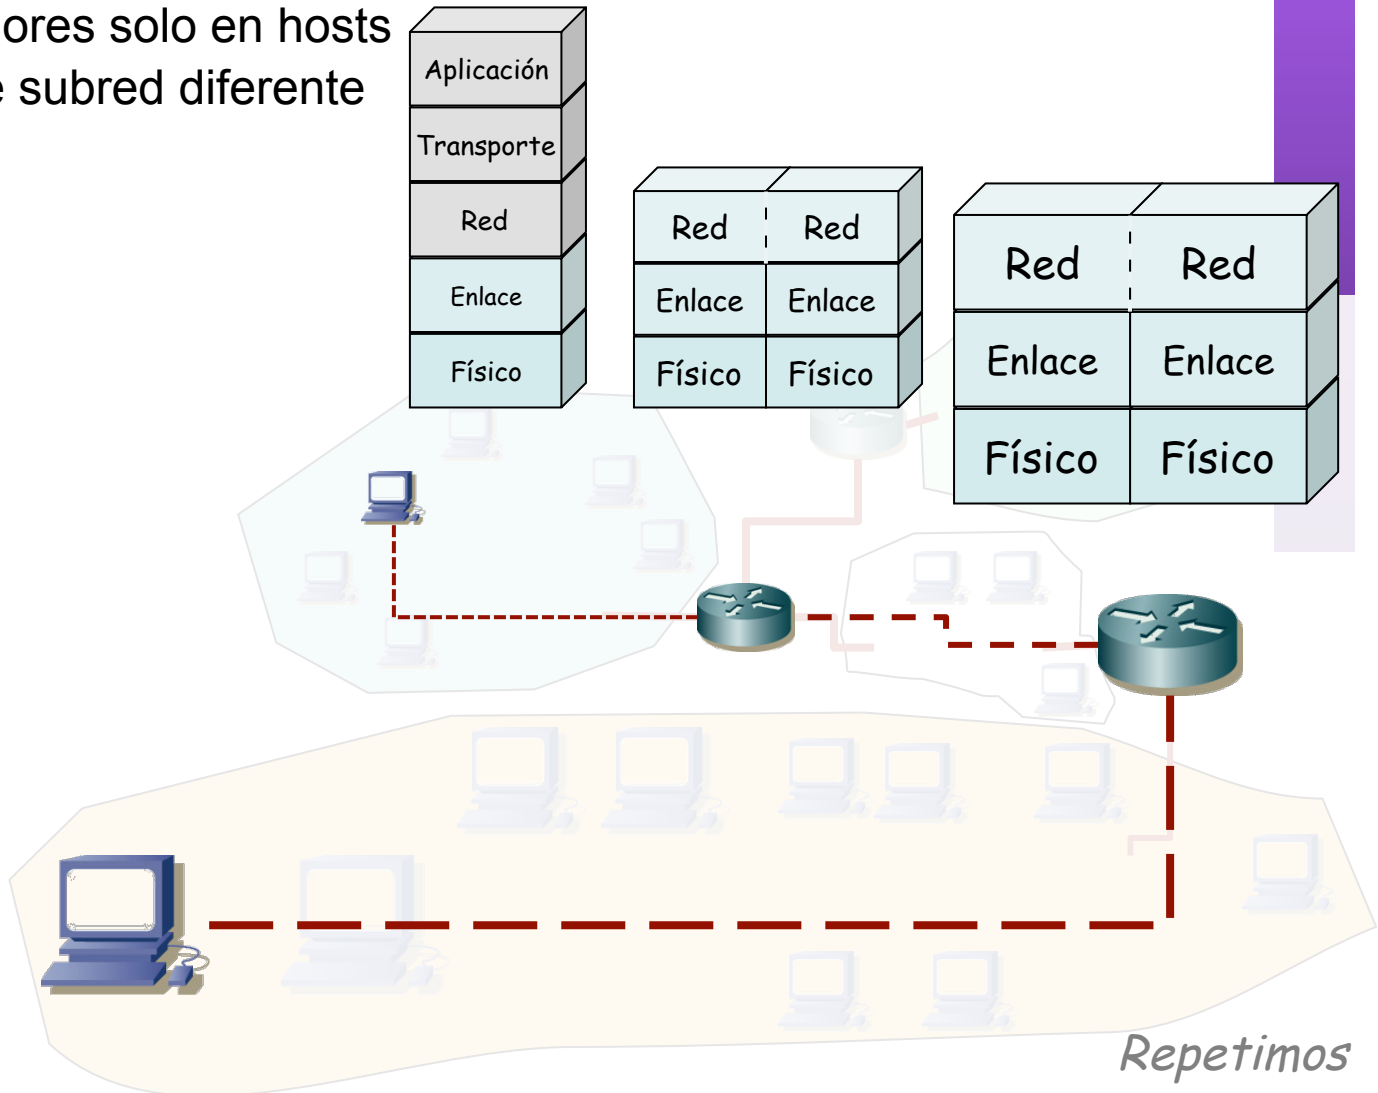 ores solo en hosts
e subred diferente
Aplicación
Transporte
Red
Enlace
Físico
Red Red
Enlace Enlace
Físico Físico
Red Red
Enlace Enlace
Físico Físico
Repetimos